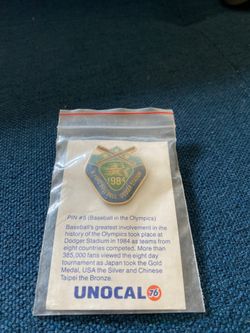 1984
PIN #5 (Baseball in the Olympics)
Baseball's greatest involvement in the
history of the Olympics took place at
Dodger Stadium in 1984 as teams from
eight countries competed. More than
385,000 fans viewed the eight day
tournament as Japan took the Gold
Medal, USA the Silver and Chinese
Taipei the Bronze.
UNOCAL 76